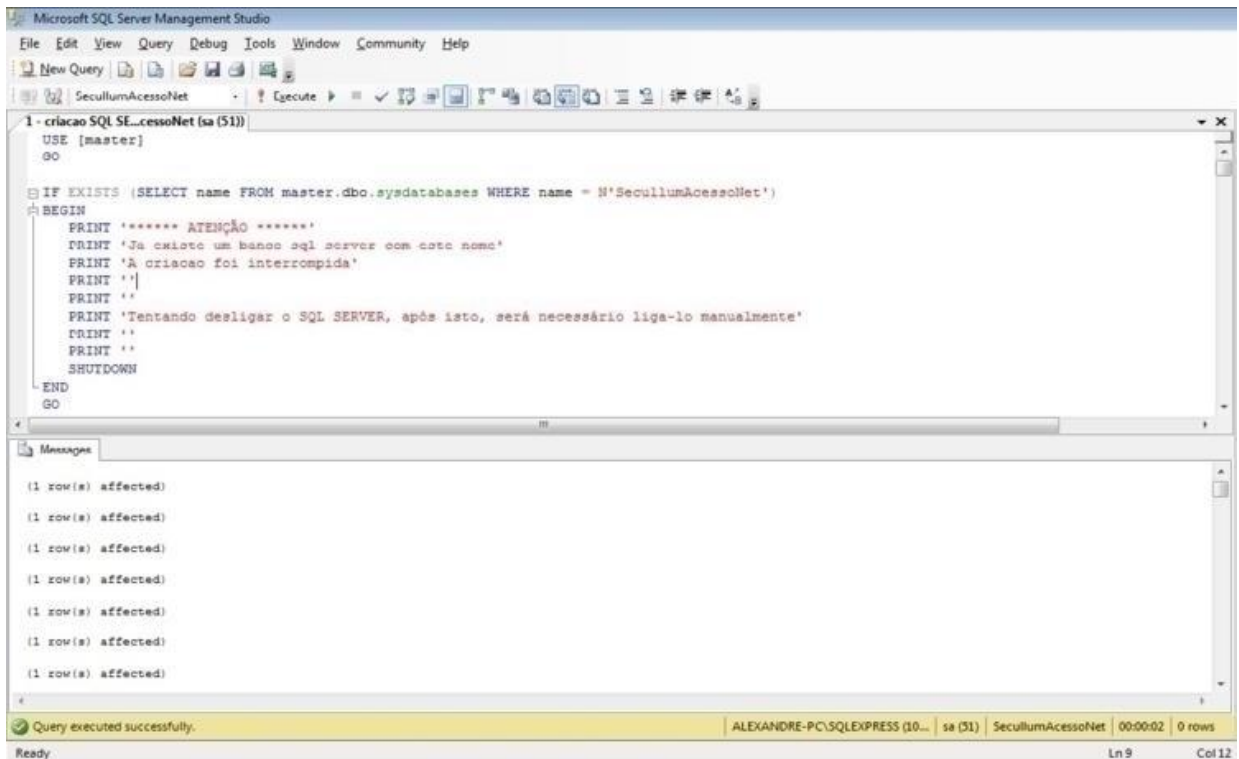 Microsoft SQL Server Management Studio
File Edit View Query Debug Tools Window Community Help
New Query
SecullumAcessoNet Execute
1 - criacao SQL SE...cessoNet (sa (51))
USE [master]
GO
IF EXISTS (SELECT name FROM master.dbo.sysdatabases WHERE name = N'SecullumAcessoNet')
BEGIN
PRINT '****** ATENÇÃO ******'
PRINT 'Ja existe um banco sql server com este nome'
PRINT 'A criacao foi interrompida'
PRINT ''
PRINT ''
PRINT 'Tentando desligar o SQL SERVER, após isto, será necessário liga-lo manualmente'
PRINT ''
PRINT ''
SHUTDOWN
END
GO
Messages
(1 row(s) affected)
(1 row(s) affected)
(1 row(s) affected)
(1 row(s) affected)
(1 row(s) affected)
(1 row(s) affected)
(1 row(s) affected)
Query executed successfully. ALEXANDRE-PC\SQLEXPRESS (10... sa (51) SecullumAcessoNet 00:00:02 0 rows
Ready Ln 9 Col 12